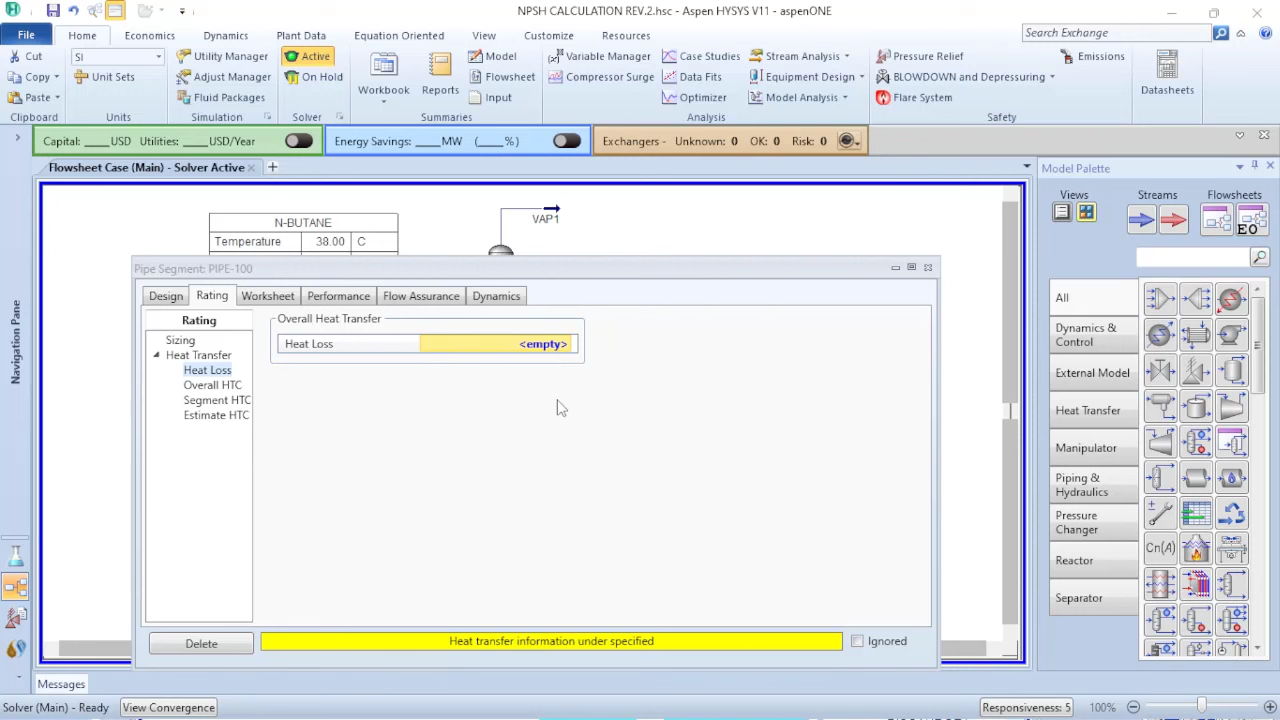 NPSH CALCULATION REV.2.hsc - Aspen HYSYS V11 - aspenONE
File Home Economics Dynamics Plant Data Equation Oriented View Customize Resources Search Exchange
Cut SI Utility Manager Active Model Variable Manager Case Studies Stream Analysis Pressure Relief Emissions
Copy Unit Sets Adjust Manager On Hold Workbook Reports Flowsheet Compressor Surge Data Fits Equipment Design BLOWDOWN and Depressuring Datasheets
Paste Fluid Packages Input Optimizer Model Analysis Flare System
Clipboard Units Simulation Solver Summaries Analysis Safety
Capital: ____ USD Utilities: ____ USD/Year Energy Savings: ____ MW (____ %) Exchangers - Unknown: 0 OK: 0 Risk: 0
Flowsheet Case (Main) - Solver Active
Model Palette
Views Streams Flowsheets
EO
N-BUTANE
Temperature 38.00 C
VAP1
Navigation Pane
Pipe Segment: PIPE-100
Design Rating Worksheet Performance Flow Assurance Dynamics
Rating
Sizing
Heat Transfer
Heat Loss
Overall HTC
Segment HTC
Estimate HTC
Overall Heat Transfer
Heat Loss <empty>
Delete Heat transfer information under specified Ignored
All
Dynamics &
Control
External Model
Heat Transfer
Manipulator
Piping &
Hydraulics
Pressure
Changer
Reactor
Separator
Cn(A)
Messages
Solver (Main) - Ready View Convergence Responsiveness: 5 100%